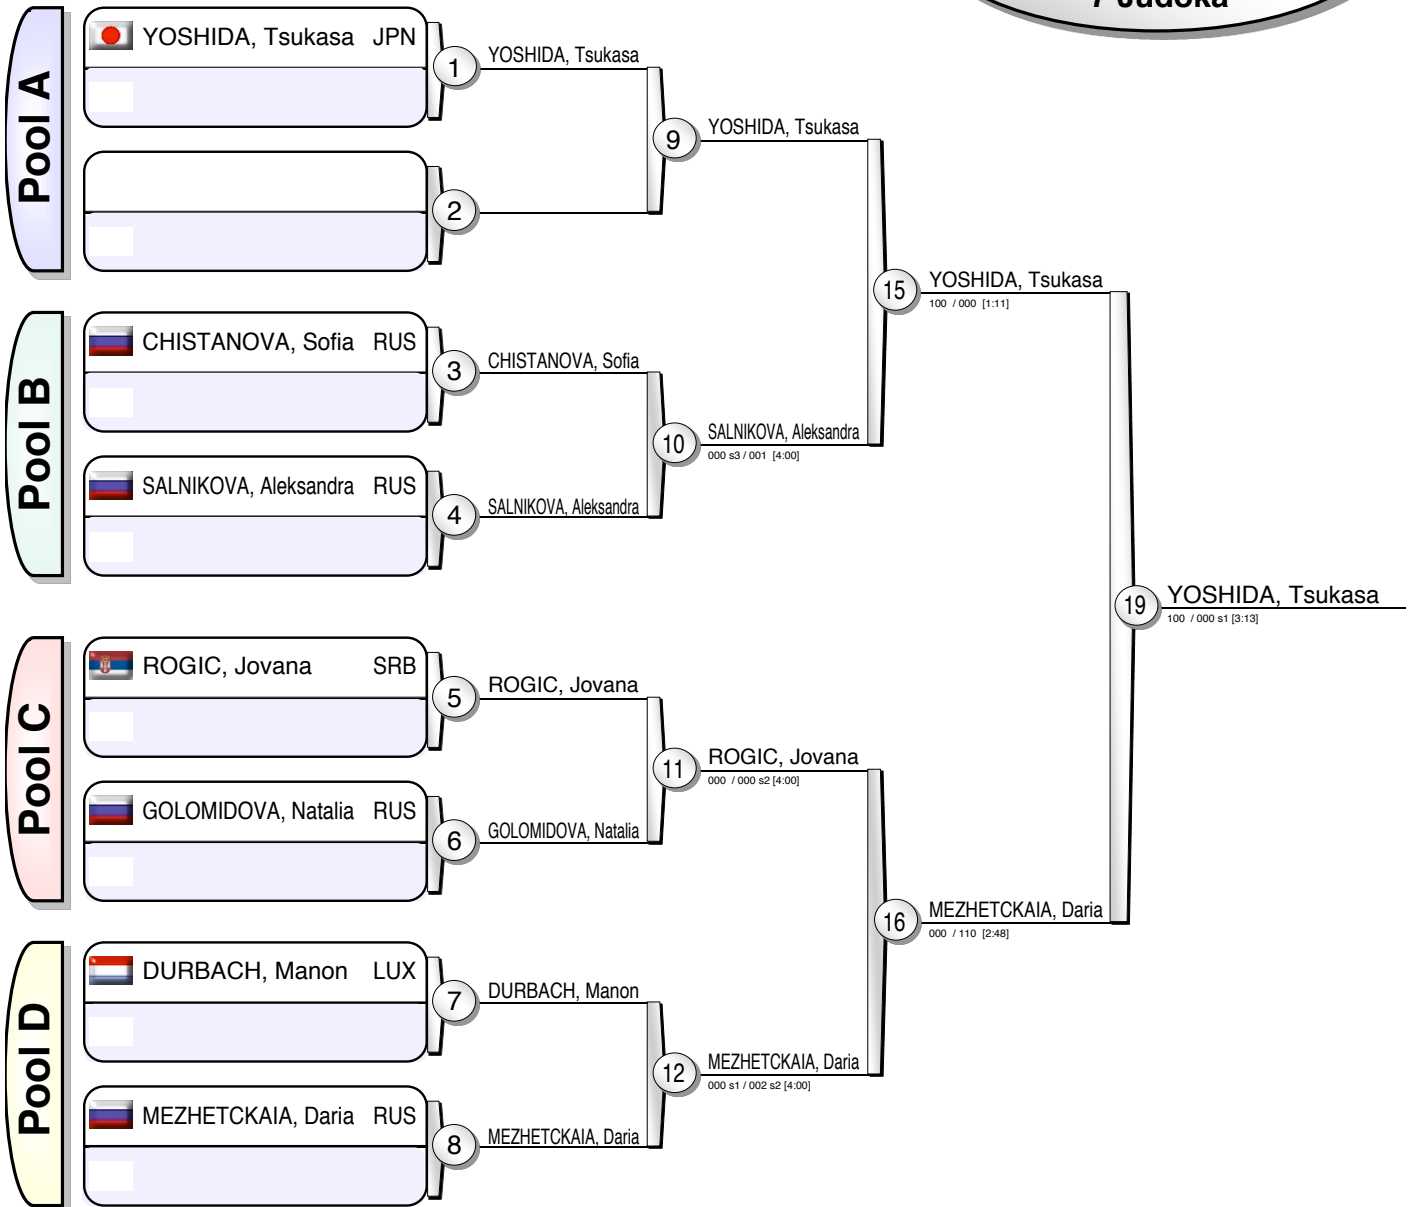 7 Judoka
Pool A
YOSHIDA, Tsukasa JPN
1
YOSHIDA, Tsukasa
2
9
YOSHIDA, Tsukasa
Pool B
CHISTANOVA, Sofia RUS
3
CHISTANOVA, Sofia
SALNIKOVA, Aleksandra RUS
4
SALNIKOVA, Aleksandra
10
SALNIKOVA, Aleksandra
000 s3 / 001 [4:00]
15
YOSHIDA, Tsukasa
100 / 000 [1:11]
Pool C
ROGIC, Jovana SRB
5
ROGIC, Jovana
GOLOMIDOVA, Natalia RUS
6
GOLOMIDOVA, Natalia
11
ROGIC, Jovana
000 / 000 s2 [4:00]
Pool D
DURBACH, Manon LUX
7
DURBACH, Manon
MEZHETCKAIA, Daria RUS
8
MEZHETCKAIA, Daria
12
MEZHETCKAIA, Daria
000 s1 / 002 s2 [4:00]
16
MEZHETCKAIA, Daria
000 / 110 [2:48]
19
YOSHIDA, Tsukasa
100 / 000 s1 [3:13]